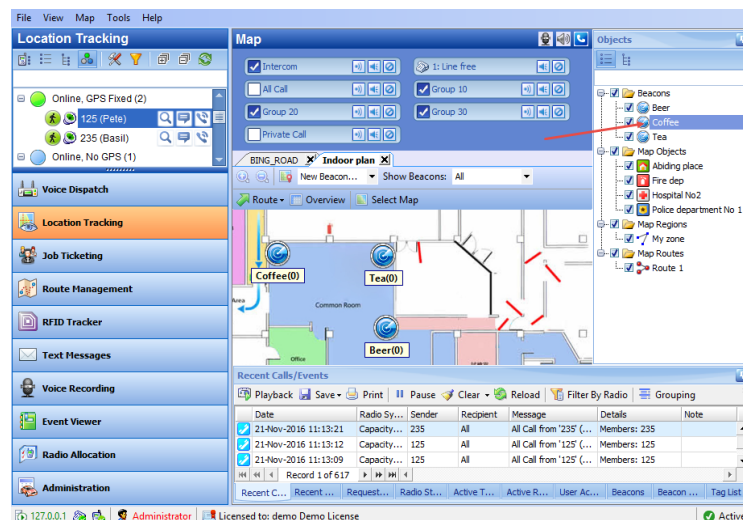 File View Map Tools Help
Location Tracking
Online, GPS Fixed (2)
125 (Pete)
235 (Basil)
Online, No GPS (1)
Voice Dispatch
Location Tracking
Job Ticketing
Route Management
RFID Tracker
Text Messages
Voice Recording
Event Viewer
Radio Allocation
Administration
Map
Intercom
1: Line free
All Call
Group 10
Group 20
Group 30
Private Call
BING_ROAD X Indoor plan X
New Beacon... Show Beacons: All
Route Overview Select Map
Coffee(0)
Tea(0)
Area
Common Room
Beer(0)
Office
Objects
Beacons
Beer
Coffee
Tea
Map Objects
Abiding place
Fire dep
Hospital No2
Police department No 1
Map Regions
My zone
Map Routes
Route 1
Recent Calls/Events
Playback Save Print Pause Clear Reload Filter By Radio Grouping
Date Radio Sy... Sender Recipient Message Details Note
21-Nov-2016 11:13:21 Capacity... 235 All All Call from '235' (... Members: 235
21-Nov-2016 11:13:12 Capacity... 125 All All Call from '125' (... Members: 125
21-Nov-2016 11:13:09 Capacity... 125 All All Call from '125' (... Members: 125
Record 1 of 617
Recent C... Recent ... Request... Radio St... Active T... Active R... User Ac... Beacons Beacon ... Tag List
127.0.0.1 Administrator Licensed to: demo Demo License Active